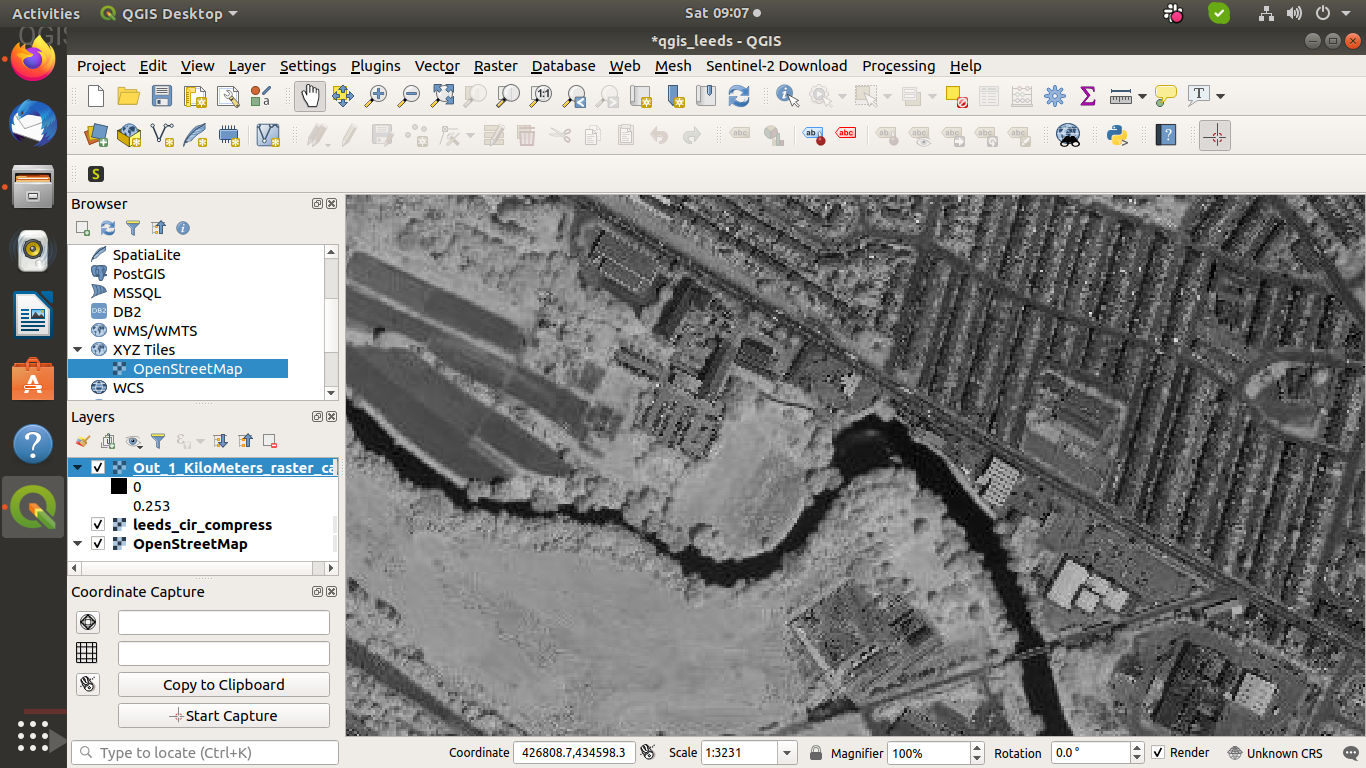 Activities QGIS Desktop Sat 09:07
*qgis_leeds - QGIS
Project Edit View Layer Settings Plugins Vector Raster Database Web Mesh Sentinel-2 Download Processing Help
Browser
SpatiaLite
PostGIS
MSSQL
DB2
WMS/WMTS
XYZ Tiles
OpenStreetMap
WCS
Layers
Out_1_KiloMeters_raster_ca
0
0.253
leeds_cir_compress
OpenStreetMap
Coordinate Capture
Copy to Clipboard
Start Capture
Type to locate (Ctrl+K)
Coordinate 426808.7,434598.3 Scale 1:3231 Magnifier 100% Rotation 0.0 ° Render Unknown CRS